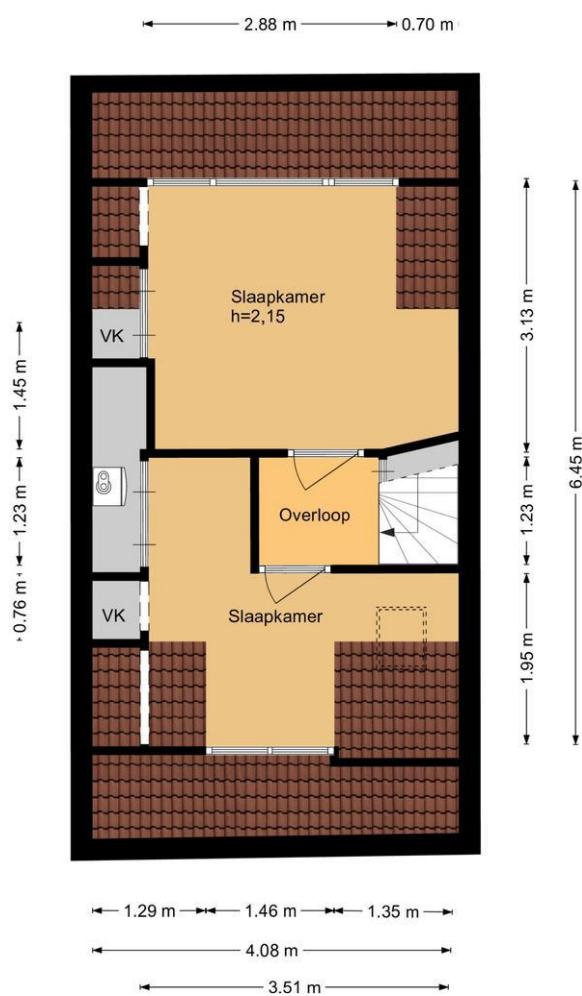 2.88 m 0.70 m
Slaapkamer
h=2,15
VK
3.13 m
1.45 m
6.45 m
Overloop
1.23 m
1.23 m
VK
0.76 m
Slaapkamer
1.95 m
1.29 m 1.46 m 1.35 m
4.08 m
3.51 m